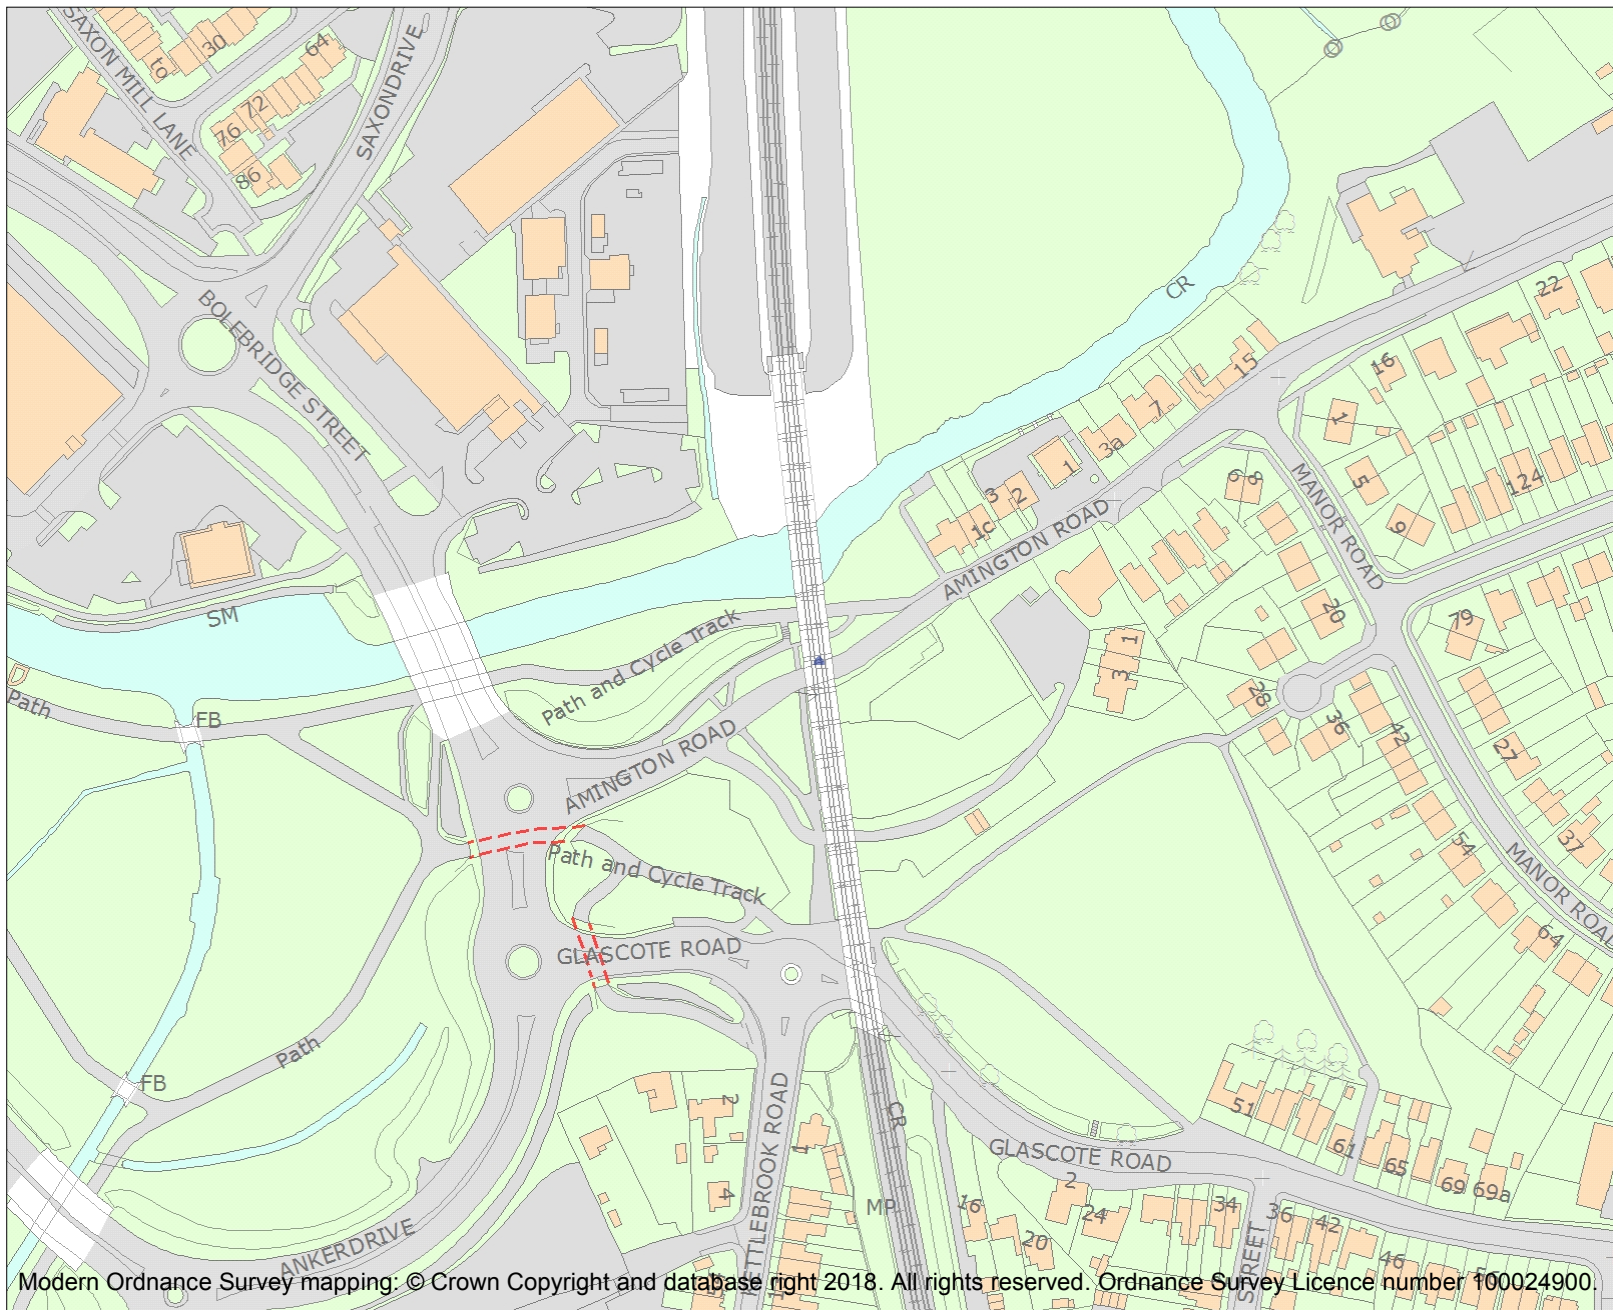 SAXON MILL LANE
to
30
64
72
76
86
SAXONDRIVE
BOLEBRIDGE STREET
CR
22
16
15
1
7
3a
1
3
2
1c
6
8
5
124
9
MANOR ROAD
AMINGTON ROAD
SM
Path and Cycle Track
20
79
1
3
28
36
42
27
Path
FB
AMINGTON ROAD
Path and Cycle Track
54
37
MANOR ROAD
64
GLASCOTE ROAD
Path
FB
2
1
4
KETTLEBROOK ROAD
CR
MP
GLASCOTE ROAD
51
61
65
69
69a
16
2
20
24
34
36
42
46
STREET
ANKERDRIVE
Modern Ordnance Survey mapping: © Crown Copyright and database right 2018. All rights reserved. Ordnance Survey Licence number 100024900.